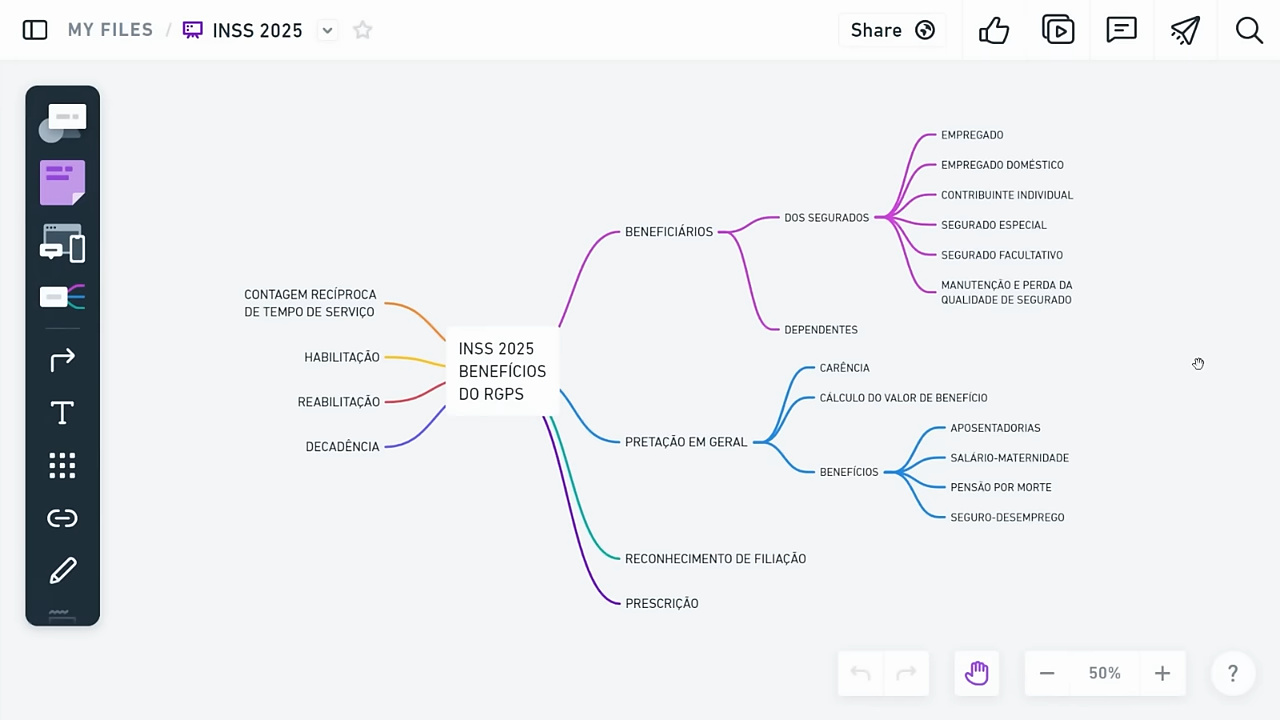 MY FILES / INSS 2025
Share
CONTAGEM RECÍPROCA
DE TEMPO DE SERVIÇO
HABILITAÇÃO
REABILITAÇÃO
DECADÊNCIA
INSS 2025
BENEFÍCIOS
DO RGPS
BENEFICIÁRIOS
DOS SEGURADOS
EMPREGADO
EMPREGADO DOMÉSTICO
CONTRIBUINTE INDIVIDUAL
SEGURADO ESPECIAL
SEGURADO FACULTATIVO
MANUTENÇÃO E PERDA DA
QUALIDADE DE SEGURADO
DEPENDENTES
PRETAÇÃO EM GERAL
CARÊNCIA
CÁLCULO DO VALOR DE BENEFÍCIO
BENEFÍCIOS
APOSENTADORIAS
SALÁRIO-MATERNIDADE
PENSÃO POR MORTE
SEGURO-DESEMPREGO
RECONHECIMENTO DE FILIAÇÃO
PRESCRIÇÃO
50%
?